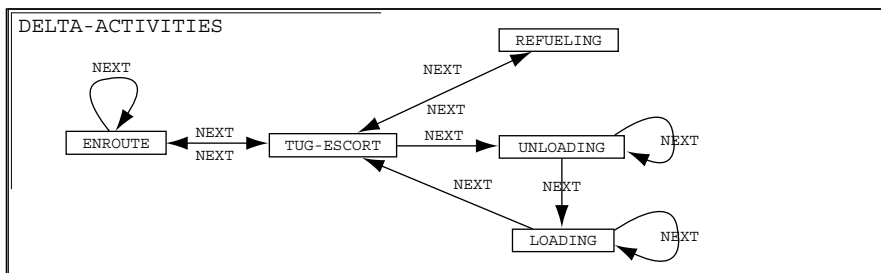 DELTA-ACTIVITIES
REFUELING
NEXT
NEXT
NEXT
NEXT
NEXT
ENROUTE
TUG-ESCORT
NEXT
UNLOADING
NEXT
NEXT
NEXT
LOADING
NEXT